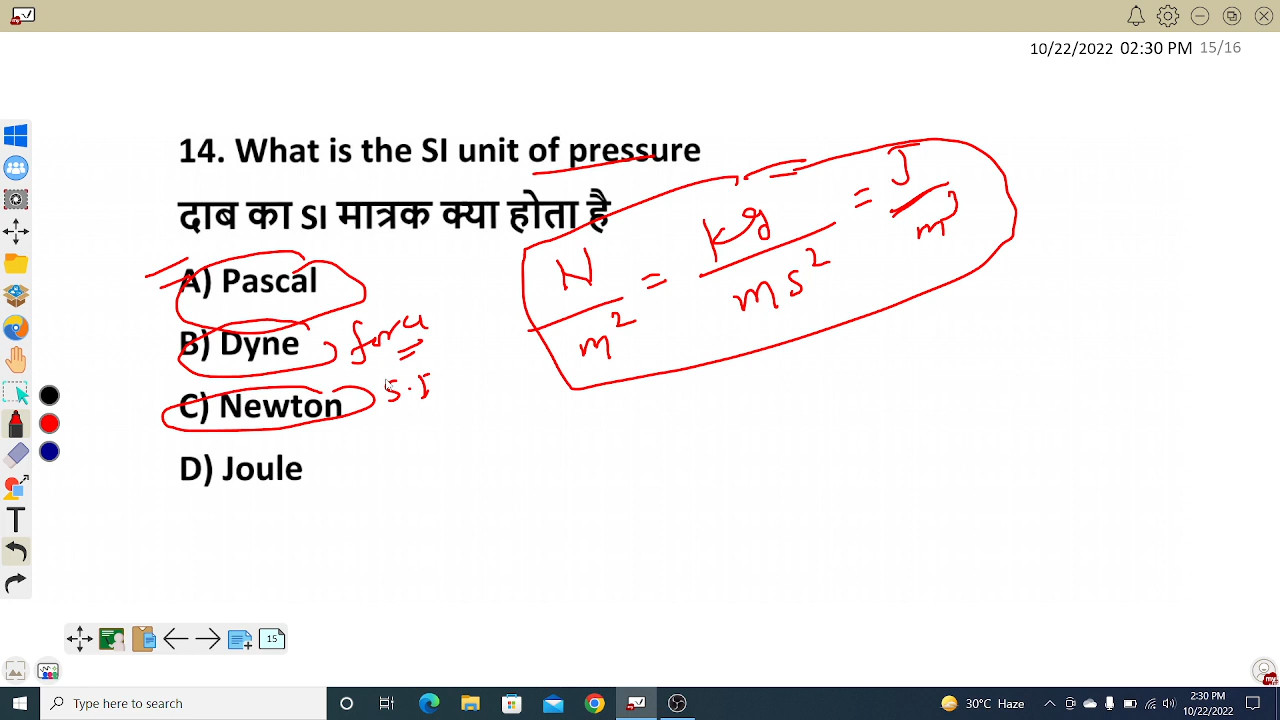 10/22/2022 02:30 PM 15/16
14. What is the SI unit of pressure
दाब का SI मात्रक क्या होता है
N/m² = kg/ms² = J/m³
A) Pascal
B) Dyne force
C) Newton S.I
D) Joule
T
15
Type here to search
30°C Haze
2:30 PM
10/22/2022